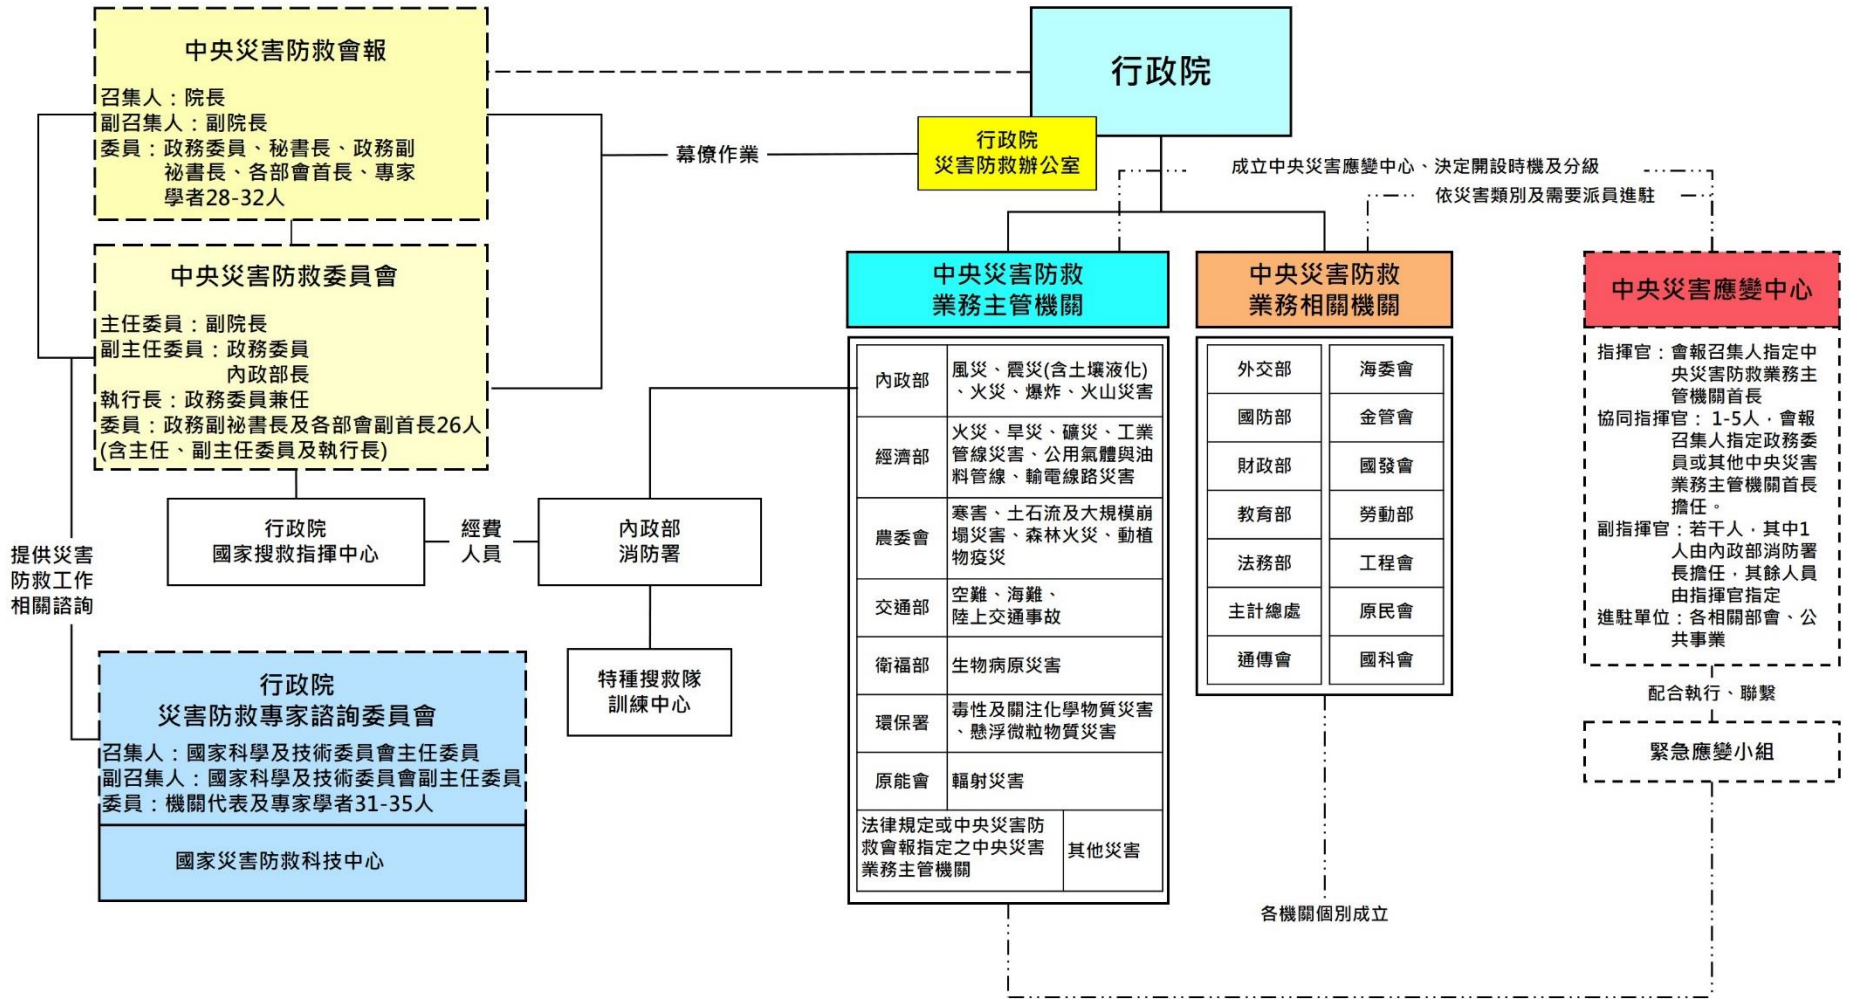 中央災害防救會報
召集人：院長
副召集人：副院長
委員：政務委員、秘書長、政務副
祕書長、各部會首長、專家
學者28-32人
行政院
行政院
災害防救辦公室
幕僚作業
成立中央災害應變中心、決定開設時機及分級
依災害類別及需要派員進駐
中央災害防救委員會
主任委員：副院長
副主任委員：政務委員
內政部長
執行長：政務委員兼任
委員：政務副祕書長及各部會副首長26人
(含主任、副主任委員及執行長)
行政院
國家搜救指揮中心
經費
人員
內政部
消防署
特種搜救隊
訓練中心
提供災害
防救工作
相關諮詢
行政院
災害防救專家諮詢委員會
召集人：國家科學及技術委員會主任委員
副召集人：國家科學及技術委員會副主任委員
委員：機關代表及專家學者31-35人
國家災害防救科技中心
中央災害防救
業務主管機關
內政部
風災、震災(含土壤液化)
、火災、爆炸、火山災害
經濟部
火災、旱災、礦災、工業
管線災害、公用氣體與油
料管線、輸電線路災害
農委會
寒害、土石流及大規模崩
塌災害、森林火災、動植
物疫災
交通部
空難、海難、
陸上交通事故
衛福部
生物病原災害
環保署
毒性及關注化學物質災害
、懸浮微粒物質災害
原能會
輻射災害
法律規定或中央災害防
救會報指定之中央災害
業務主管機關
其他災害
中央災害防救
業務相關機關
外交部
海委會
國防部
金管會
財政部
國發會
教育部
勞動部
法務部
工程會
主計總處
原民會
通傳會
國科會
各機關個別成立
中央災害應變中心
指揮官：會報召集人指定中
央災害防救業務主
管機關首長
協同指揮官： 1-5人，會報
召集人指定政務委
員或其他中央災害
業務主管機關首長
擔任。
副指揮官：若干人，其中1
人由內政部消防署
長擔任，其餘人員
由指揮官指定
進駐單位：各相關部會、公
共事業
配合執行、聯繫
緊急應變小組